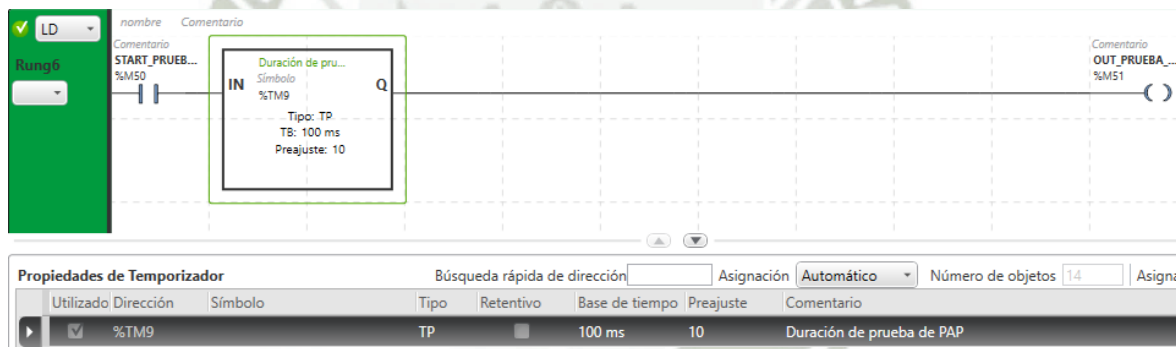 LD
nombre Comentario
Rung6
Comentario
START_PRUEB...
%M50
IN
Duración de pru...
Símbolo
%TM9
Q
Tipo: TP
TB: 100 ms
Preajuste: 10
Comentario
OUT_PRUEBA_...
%M51
Propiedades de Temporizador Búsqueda rápida de dirección Asignación Automático Número de objetos 14
Utilizado Dirección Símbolo Tipo Retentivo Base de tiempo Preajuste Comentario
%TM9 TP 100 ms 10 Duración de prueba de PAP